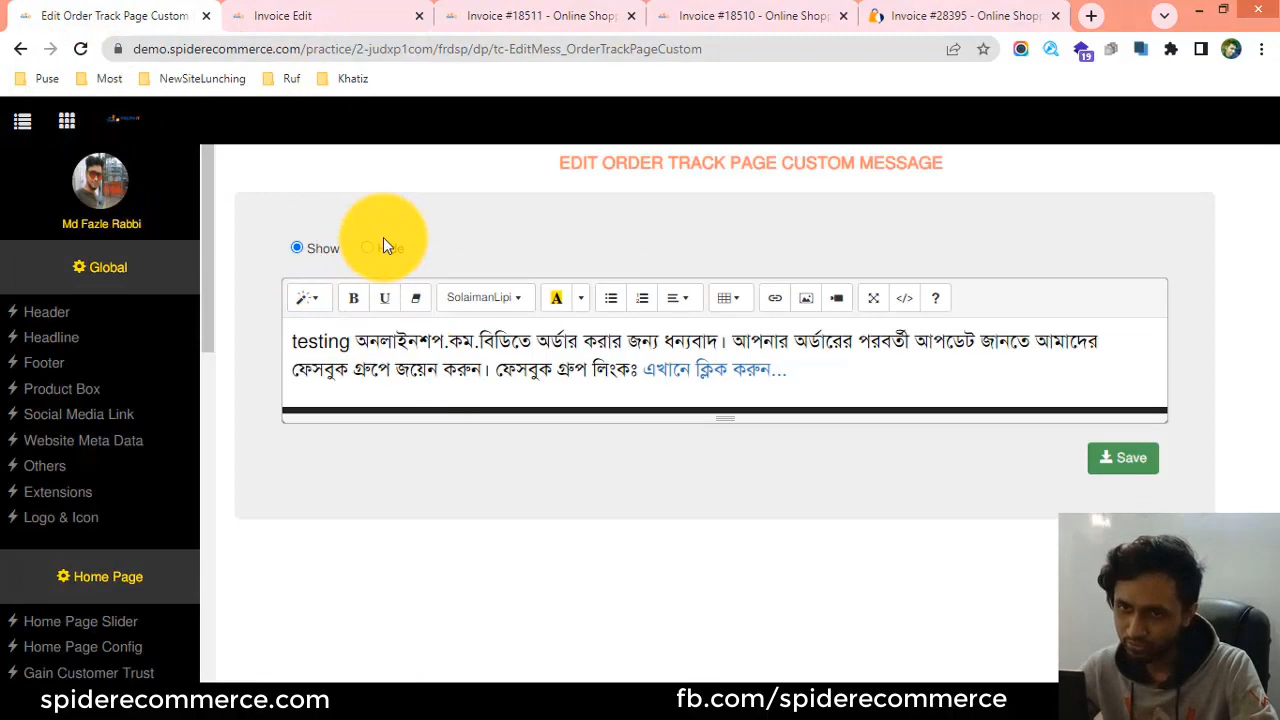 Edit Order Track Page Custom
Invoice Edit
Invoice #18511 - Online Shopp
Invoice #18510 - Online Shopp
Invoice #28395 - Online Shopp
demo.spiderecommerce.com/practice/2-judxp1com/frdsp/dp/tc-EditMess_OrderTrackPageCustom
19
Puse
Most
NewSiteLunching
Ruf
Khatiz
Md Fazle Rabbi
Global
Header
Headline
Footer
Product Box
Social Media Link
Website Meta Data
Others
Extensions
Logo & Icon
Home Page
Home Page Slider
Home Page Config
Gain Customer Trust
EDIT ORDER TRACK PAGE CUSTOM MESSAGE
Show
B U SolaimanLipi A </> ?
testing অনলাইনশপ.কম.বিডিতে অর্ডার করার জন্য ধন্যবাদ। আপনার অর্ডারের পরবর্তী আপডেট জানতে আমাদের
ফেসবুক গ্রুপে জয়েন করুন। ফেসবুক গ্রুপ লিংকঃ এখানে ক্লিক করুন...
Save
spiderecommerce.com
fb.com/spiderecommerce